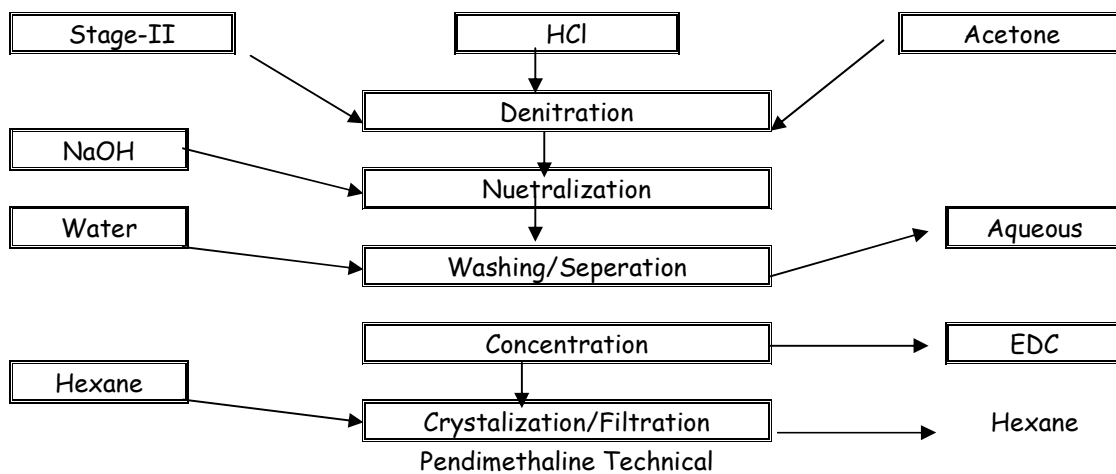 Stage-II HCl Acetone
Denitration
NaOH
Nuetralization
Water Aqueous
Washing/Seperation
Concentration EDC
Hexane
Crystalization/Filtration Hexane
Pendimethaline Technical